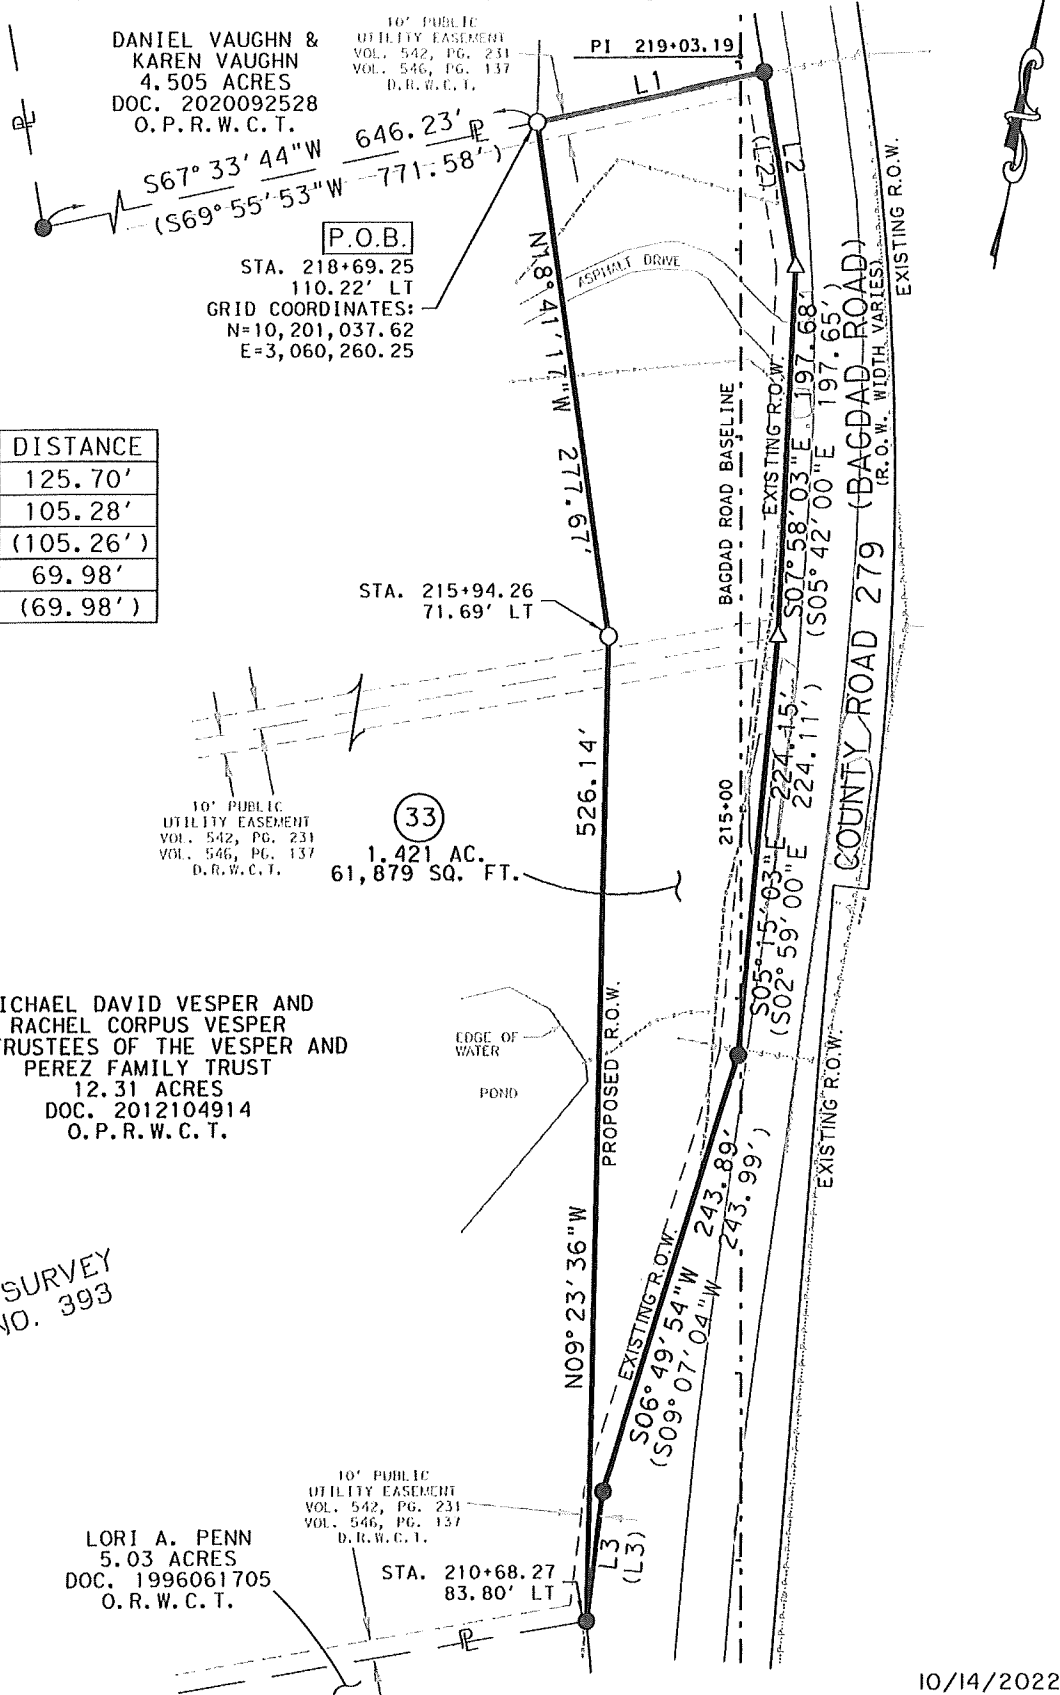 DANIEL VAUGHN &
KAREN VAUGHN
4.505 ACRES
DOC. 2020092528
O.P.R.W.C.T.
10' PUBLIC
UTILITY EASEMENT
VOL. 542, PG. 231
VOL. 546, PG. 137
D.R.W.C.T.
PI 219+03.19
L1
S67°33'44"W 646.23'
(S69°55'53"W 771.58')
P.O.B.
STA. 218+69.25
110.22' LT
GRID COORDINATES:
N=10,201,037.62
E=3,060,260.25
L2
(L2)
EXISTING R.O.W.
ASPHALT DRIVE
N18°41'17"W 277.67'
DISTANCE
125.70'
105.28'
(105.26')
69.98'
(69.98')
BAGDAD ROAD BASELINE
EXISTING R.O.W.
S07°58'03"E 197.68'
(S05°42'00"E 197.65')
COUNTY ROAD 279 (BAGDAD ROAD)
(R.O.W. WIDTH VARIES)
STA. 215+94.26
71.69' LT
526.14'
10' PUBLIC
UTILITY EASEMENT
VOL. 542, PG. 231
VOL. 546, PG. 137
D.R.W.C.T.
33
1.421 AC.
61,879 SQ. FT.
215+00
S05°15'03"E 224.15'
(S02°59'00"E 224.11')
ICHAEL DAVID VESPER AND
RACHEL CORPUS VESPER
TRUSTEES OF THE VESPER AND
PEREZ FAMILY TRUST
12.31 ACRES
DOC. 2012104914
O.P.R.W.C.T.
EDGE OF
WATER
POND
PROPOSED R.O.W.
EXISTING R.O.W.
N09°23'36"W
EXISTING R.O.W.
S06°49'54"W 243.89'
(S09°07'04"W 243.99')
SURVEY
NO. 393
10' PUBLIC
UTILITY EASEMENT
VOL. 542, PG. 231
VOL. 546, PG. 137
D.R.W.C.T.
LORI A. PENN
5.03 ACRES
DOC. 1996061705
O.R.W.C.T.
STA. 210+68.27
83.80' LT
L3
(L3)
10/14/2022